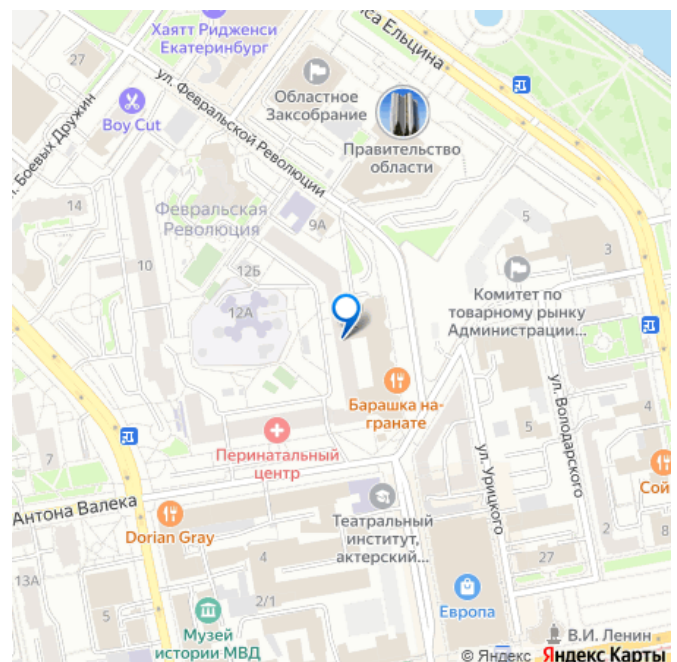 Хаятт Ридженси
Екатеринбург
са Ельцина
27
Областное
Заксобрание
Boy Cut
ул. Февральской Революции
Правительство
области
. Боевых Дружин
14
Февральская
Революция
9А
5
3
10
12Б
12А
Комитет по
товарному рынку
Администрации...
Барашка на-
гранате
4
Перинатальный
центр
ул. Урицкого
ул. Володарского
7
Сой
Антона Валека
Dorian Gray
Театральный
институт,
актерский...
4
2
8
27
13А
5
2/1
Европа
Музей
истории МВД
В.И. Ленин
© Яндекс Яндекс Карты